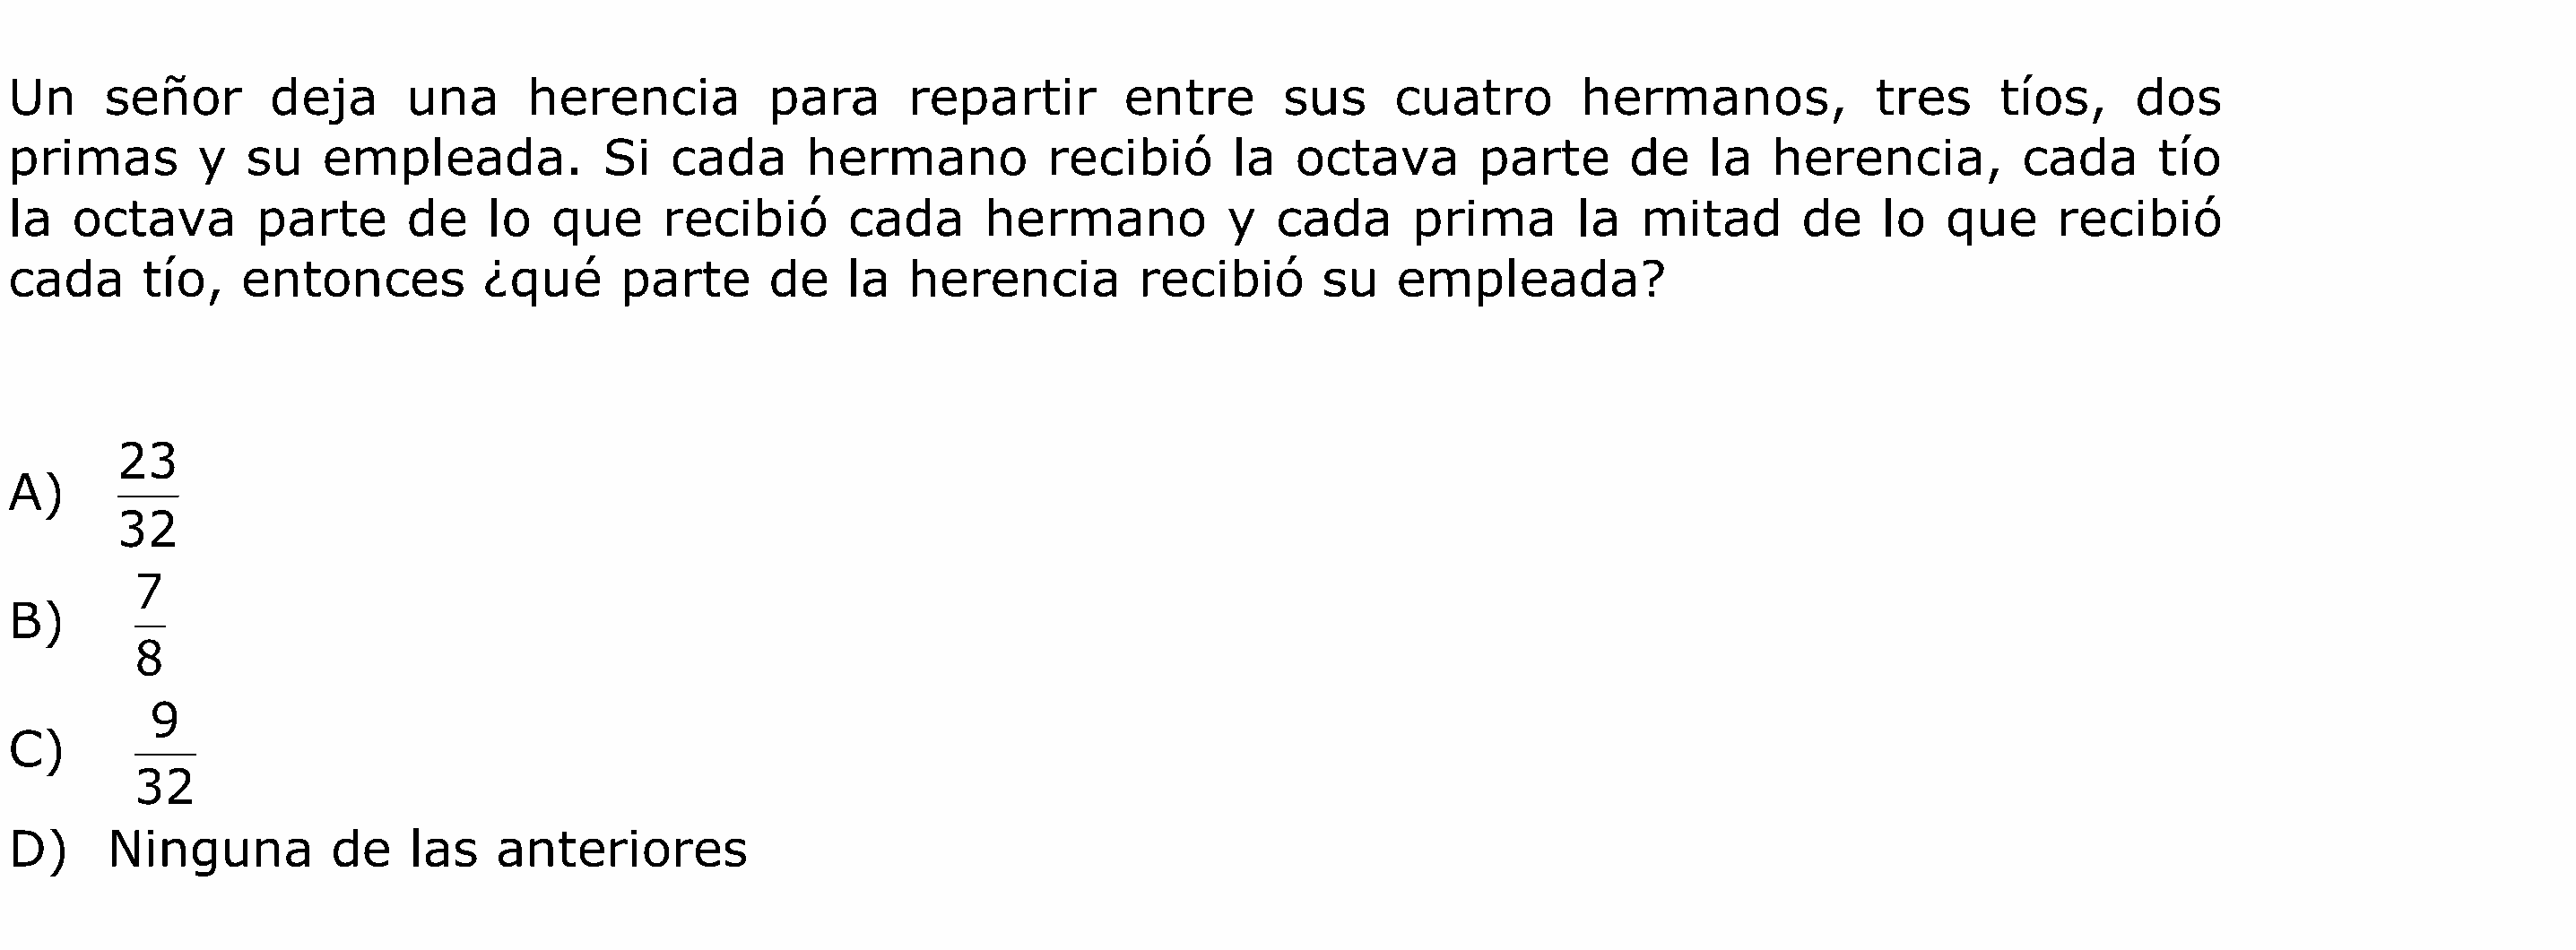 Un señor deja una herencia para repartir entre sus cuatro hermanos, tres tíos, dos
primas y su empleada. Si cada hermano recibió la octava parte de la herencia, cada tío
la octava parte de lo que recibió cada hermano y cada prima la mitad de lo que recibió
cada tío, entonces ¿qué parte de la herencia recibió su empleada?
A) 23/32
B) 7/8
C) 9/32
D) Ninguna de las anteriores